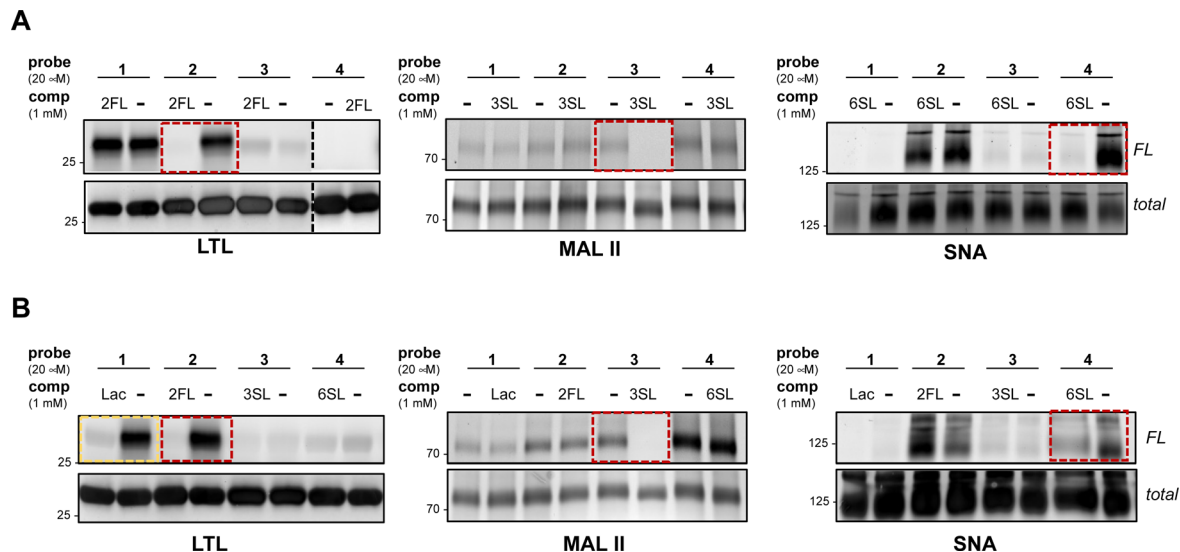 A
probe 1 2 3 4
(20 ∝M)
comp 2FL – 2FL – 2FL – – 2FL
(1 mM)
25
25
LTL
probe 1 2 3 4
(20 ∝M)
comp – 3SL – 3SL – 3SL – 3SL
(1 mM)
70
70
MAL II
probe 1 2 3 4
(20 ∝M)
comp 6SL – 6SL – 6SL – 6SL –
(1 mM)
125 FL
125 total
SNA
B
probe 1 2 3 4
(20 ∝M)
comp Lac – 2FL – 3SL – 6SL –
(1 mM)
25
25
LTL
probe 1 2 3 4
(20 ∝M)
comp – Lac – 2FL – 3SL – 6SL
(1 mM)
70
70
MAL II
probe 1 2 3 4
(20 ∝M)
comp Lac – 2FL – 3SL – 6SL –
(1 mM)
125 FL
125 total
SNA